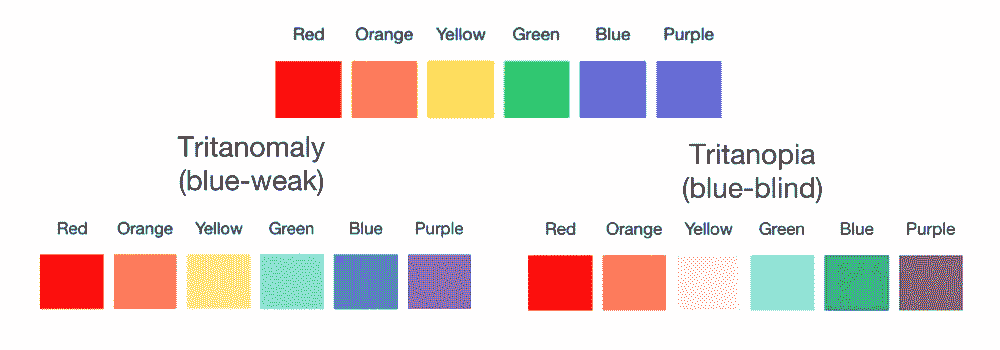 Red Orange Yellow Green Blue Purple
Tritanomaly
(blue-weak)
Red Orange Yellow Green Blue Purple
Tritanopia
(blue-blind)
Red Orange Yellow Green Blue Purple